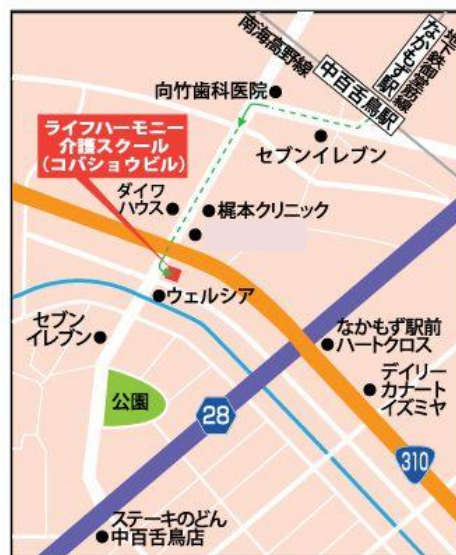 南海高野線
地下鉄御堂筋線
なかもず駅
中百舌鳥駅
向竹歯科医院
セブンイレブン
ライフハーモニー
介護スクール
(コバショウビル)
ダイワ
ハウス
梶本クリニック
ウェルシア
セブン
イレブン
なかもず駅前
ハートクロス
デイリー
カナート
イズミヤ
公園
28
310
ステーキのどん
中百舌鳥店